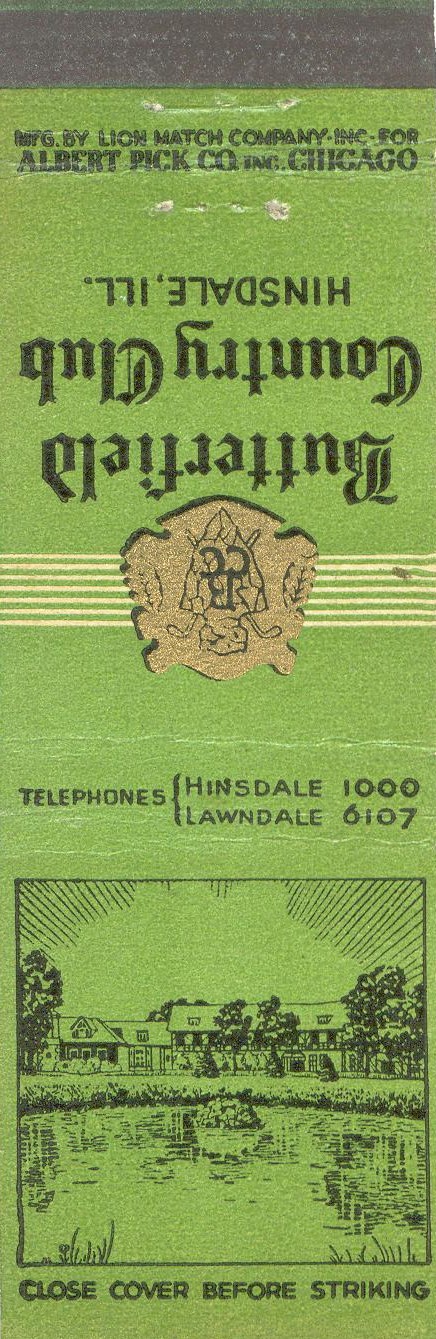 MFG. BY LION MATCH COMPANY-INC-FOR
ALBERT PICK CO. INC. CHICAGO
Butterfield
Country Club
HINSDALE, ILL.
BCC
TELEPHONES { HINSDALE 1000
LAWNDALE 6107
CLOSE COVER BEFORE STRIKING